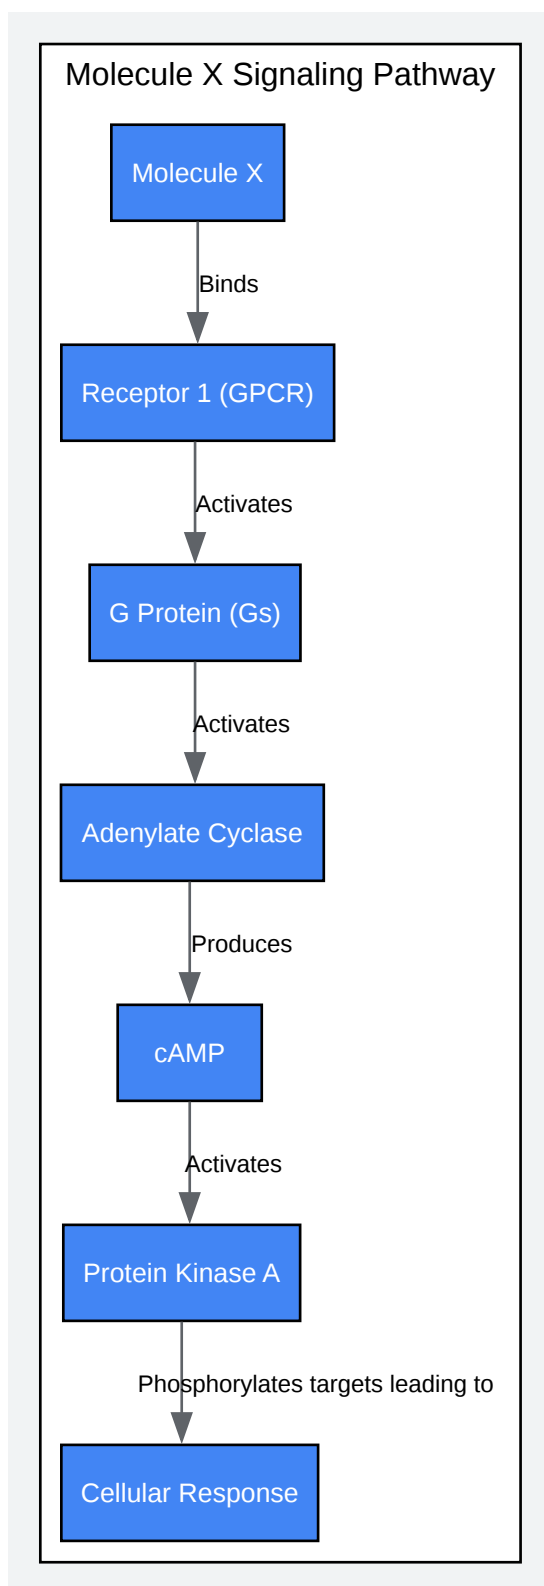 Molecule X Signaling Pathway
Molecule X
Binds
Receptor 1 (GPCR)
Activates
G Protein (Gs)
Activates
Adenylate Cyclase
Produces
cAMP
Activates
Protein Kinase A
Phosphorylates targets leading to
Cellular Response